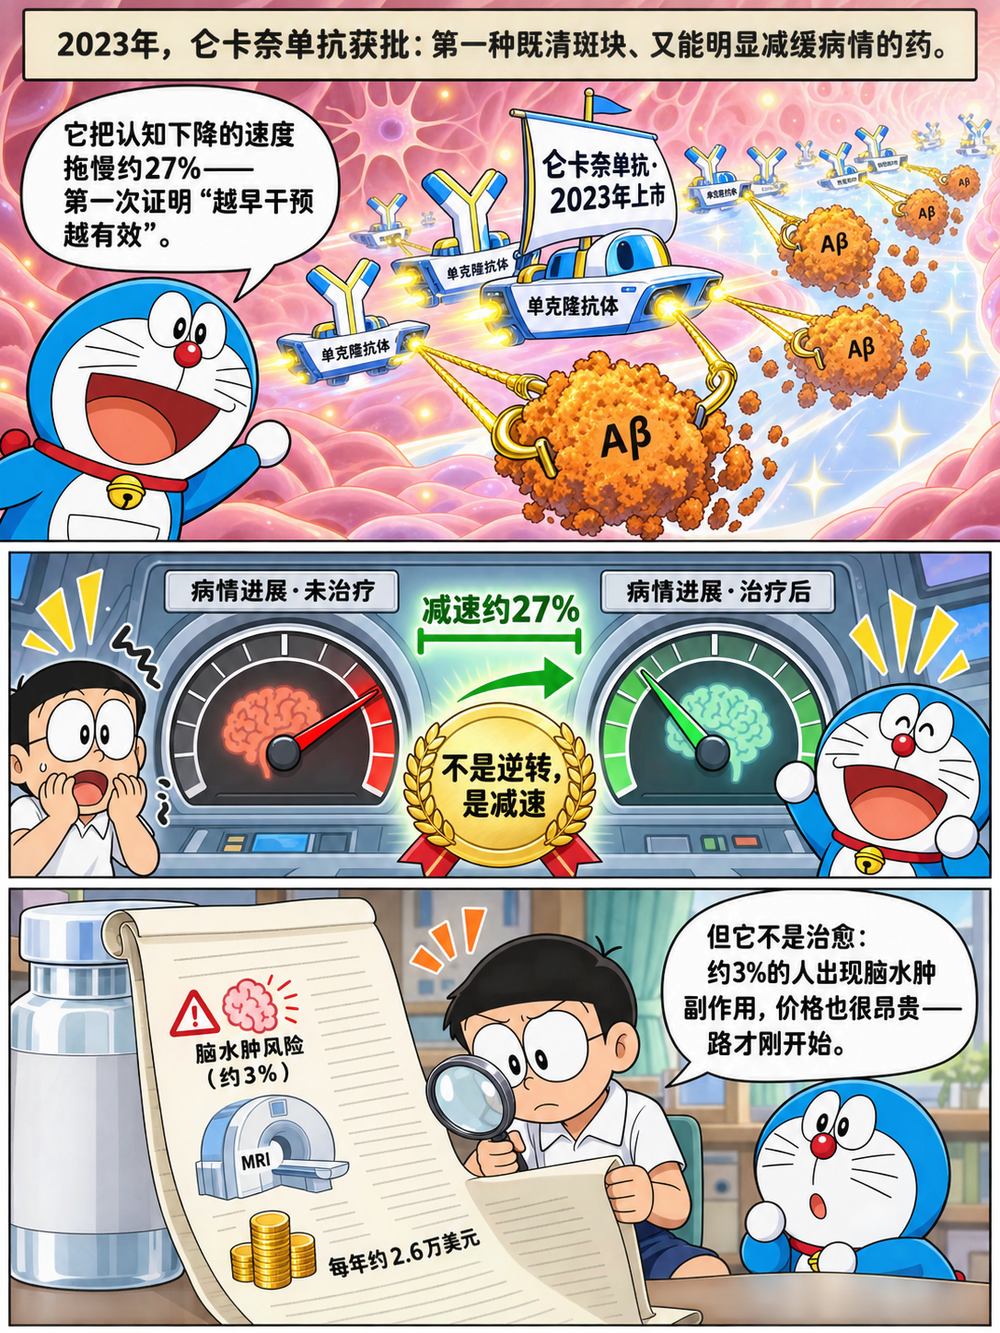 2023年，仑卡奈单抗获批：第一种既清斑块、又能明显减缓病情的药。
它把认知下降的速度
拖慢约27%——
第一次证明“越早干预
越有效”。
仑卡奈单抗·
2023年上市
单克隆抗体
单克隆抗体
单克隆抗体
Aβ
Aβ
Aβ
Aβ
Aβ
病情进展·未治疗
减速约27%
病情进展·治疗后
不是逆转，
是减速
脑水肿风险
（约3%）
MRI
每年约2.6万美元
但它不是治愈：
约3%的人出现脑水肿
副作用，价格也很昂贵——
路才刚开始。